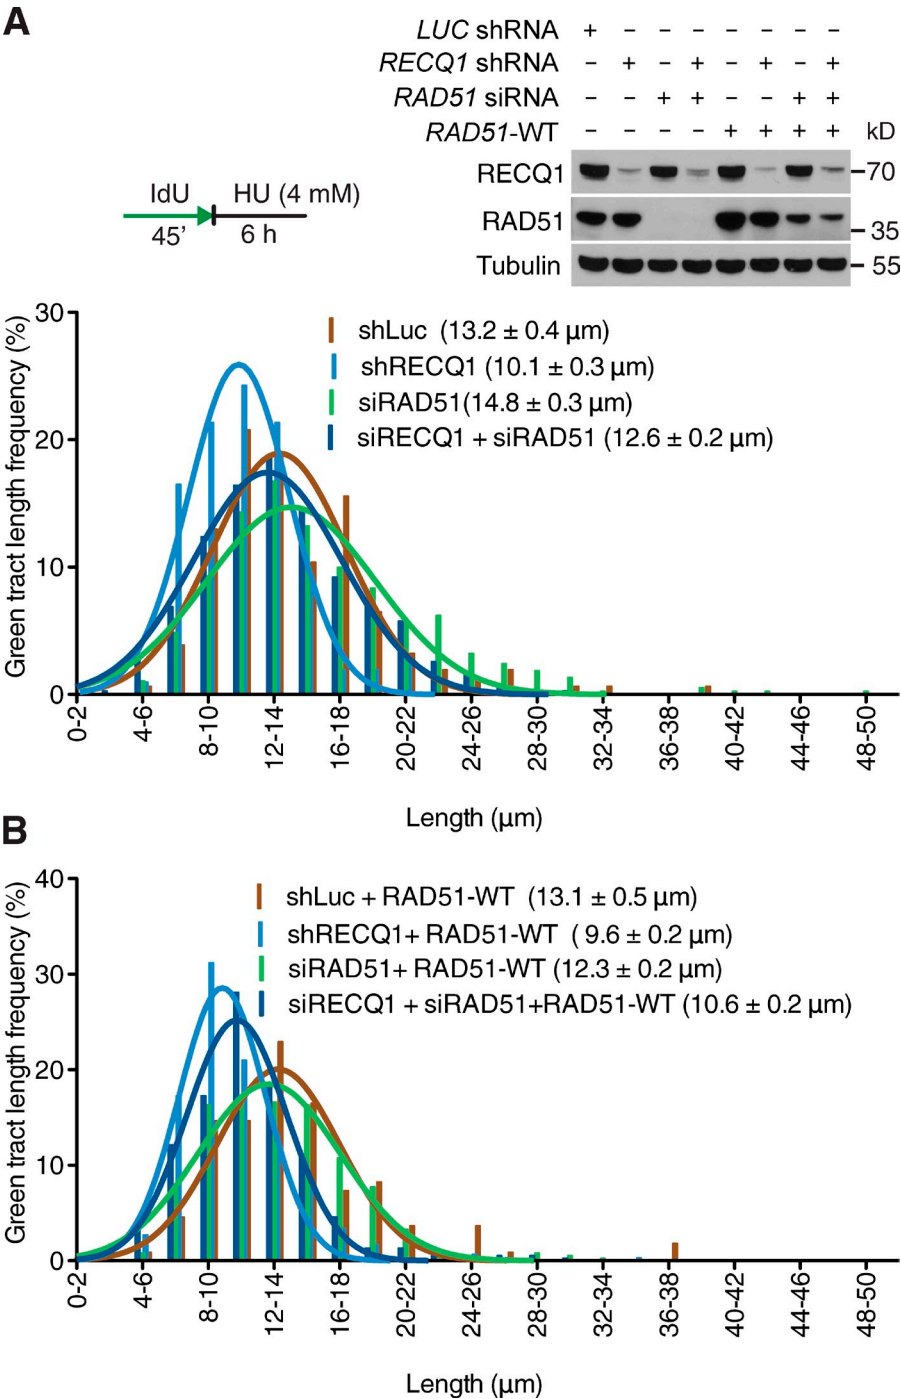 A
LUC shRNA + – – – – – – –
RECQ1 shRNA – + – + – + – +
RAD51 siRNA – – + + – – + +
RAD51-WT – – – – + + + + kD
RECQ1 70
RAD51 35
Tubulin 55
IdU HU (4 mM)
45’ 6 h
Green tract length frequency (%)
30
20
10
0
shLuc (13.2 ± 0.4 µm)
shRECQ1 (10.1 ± 0.3 µm)
siRAD51(14.8 ± 0.3 µm)
siRECQ1 + siRAD51 (12.6 ± 0.2 µm)
0-2 4-6 8-10 12-14 16-18 20-22 24-26 28-30 32-34 36-38 40-42 44-46 48-50
Length (µm)
B
Green tract length frequency (%)
40
30
20
10
0
shLuc + RAD51-WT (13.1 ± 0.5 µm)
shRECQ1+ RAD51-WT ( 9.6 ± 0.2 µm)
siRAD51+ RAD51-WT (12.3 ± 0.2 µm)
siRECQ1 + siRAD51+RAD51-WT (10.6 ± 0.2 µm)
0-2 4-6 8-10 12-14 16-18 20-26 24-26 28-30 32-34 36-38 40-42 44-46 48-50
Length (µm)